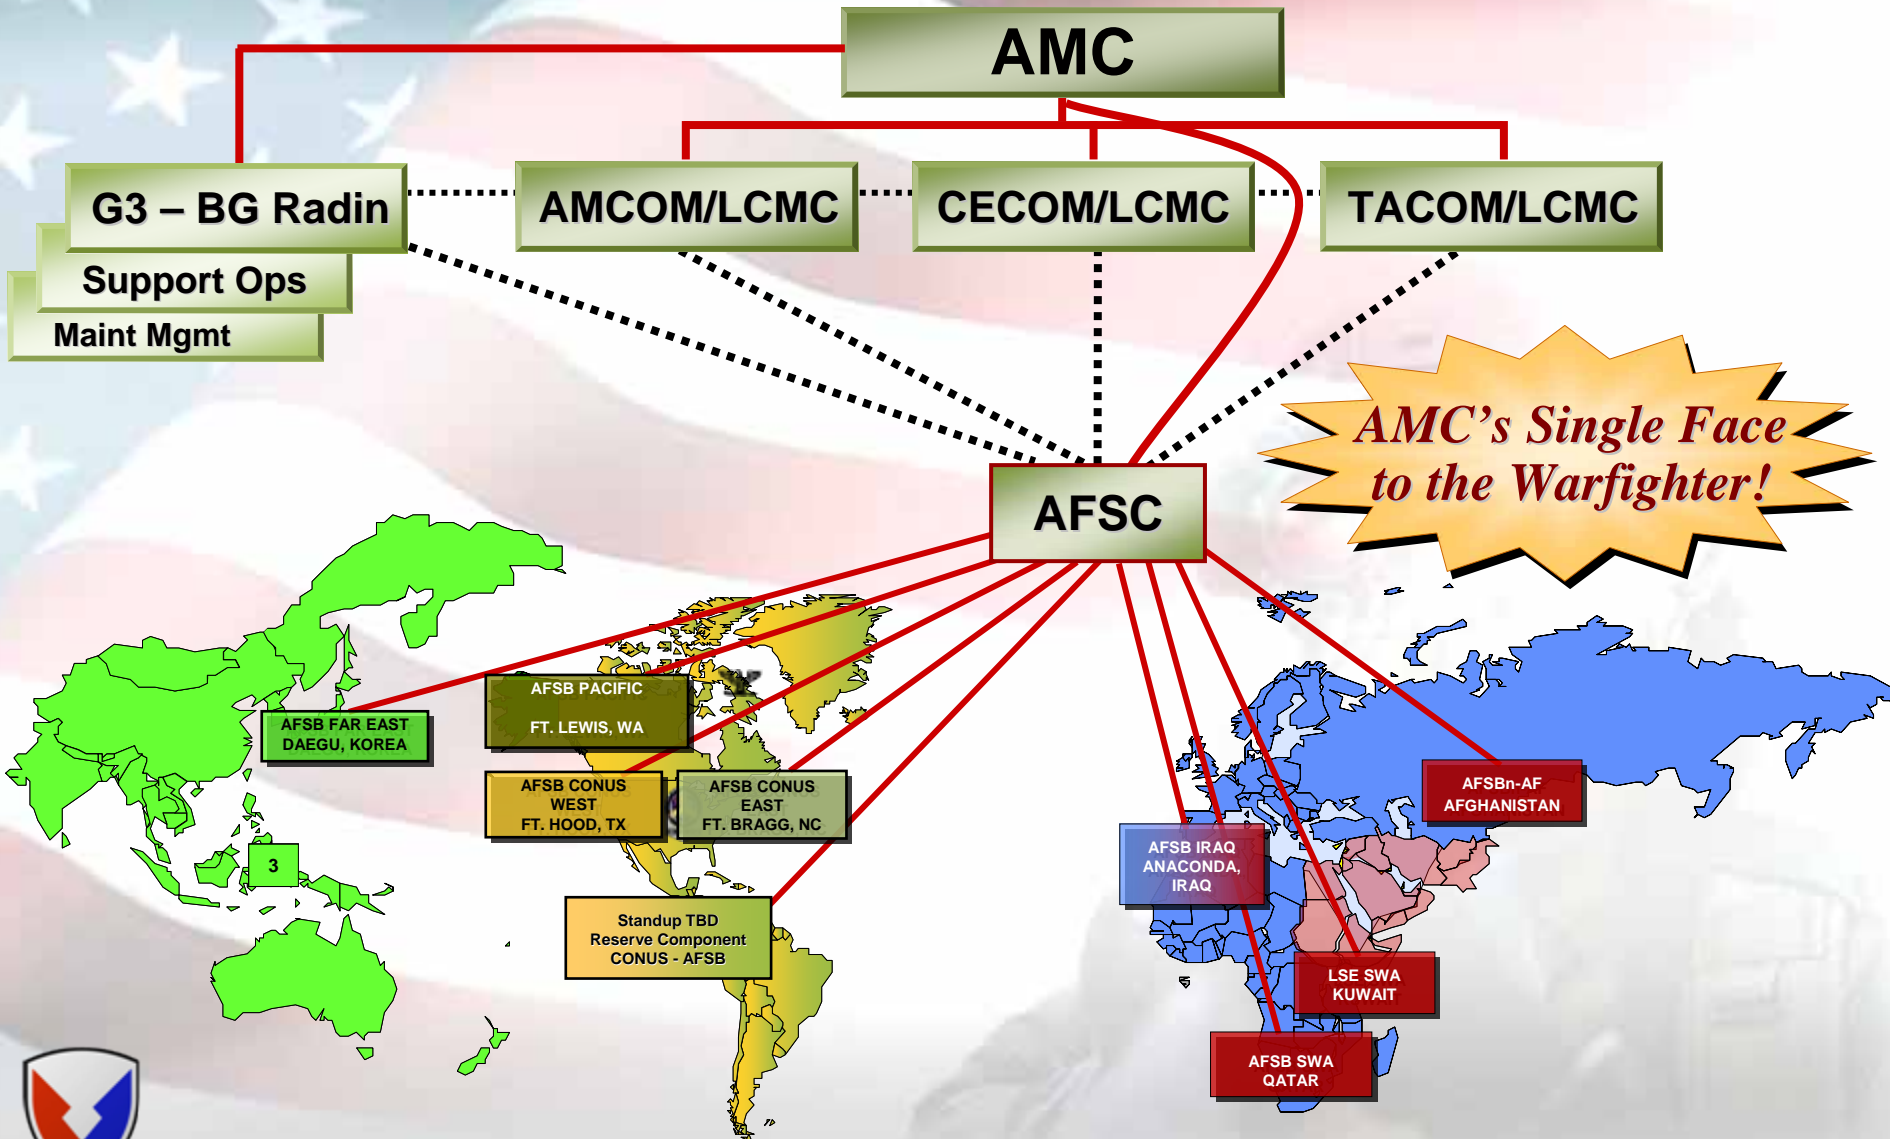 AMC
G3 – BG Radin
AMCOM/LCMC
CECOM/LCMC
TACOM/LCMC
Support Ops
Maint Mgmt
AMC's Single Face
to the Warfighter!
AFSC
AFSB FAR EAST
DAEGU, KOREA
AFSB PACIFIC
FT. LEWIS, WA
AFSB CONUS
WEST
FT. HOOD, TX
AFSB CONUS
EAST
FT. BRAGG, NC
AFSBn-AF
AFGHANISTAN
AFSB IRAQ
ANACONDA,
IRAQ
3
Standup TBD
Reserve Component
CONUS - AFSB
LSE SWA
KUWAIT
AFSB SWA
QATAR